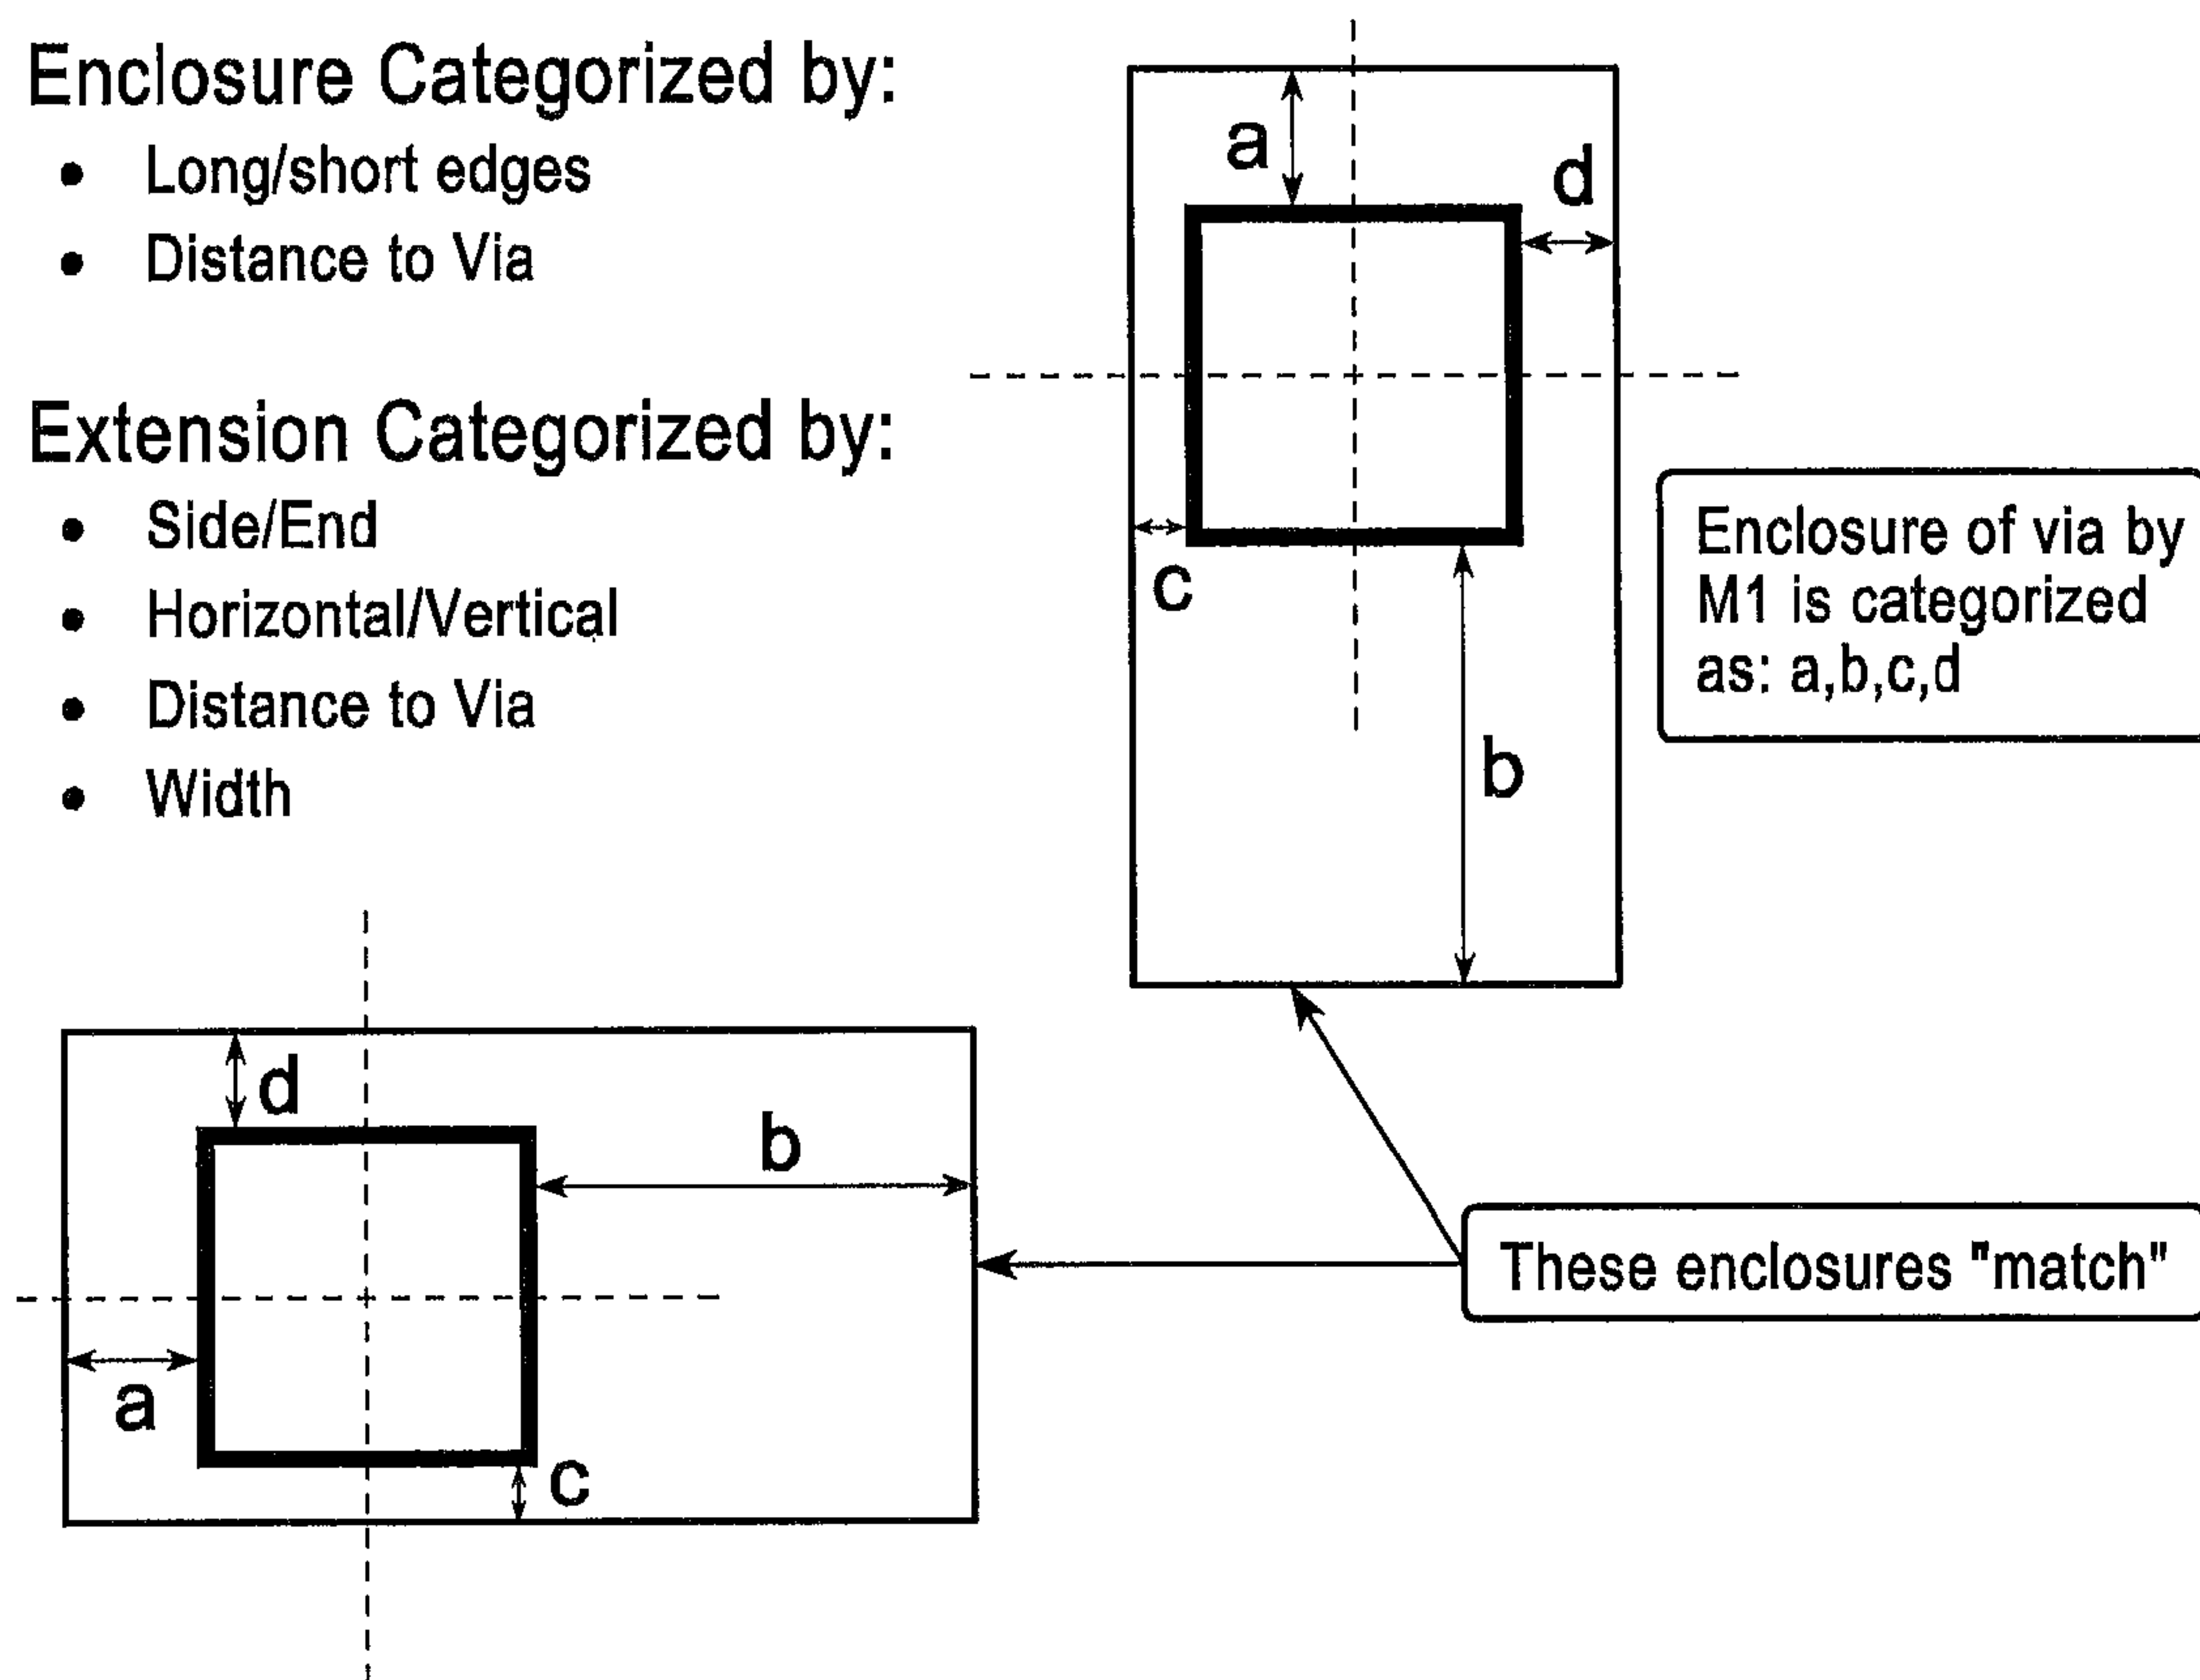 Enclosure Categorized by:
• Long/short edges
• Distance to Via
Extension Categorized by:
• Side/End
• Horizontal/Vertical
• Distance to Via
• Width
a
d
c
b
Enclosure of via by
M1 is categorized
as: a,b,c,d
d
b
a
c
These enclosures "match"